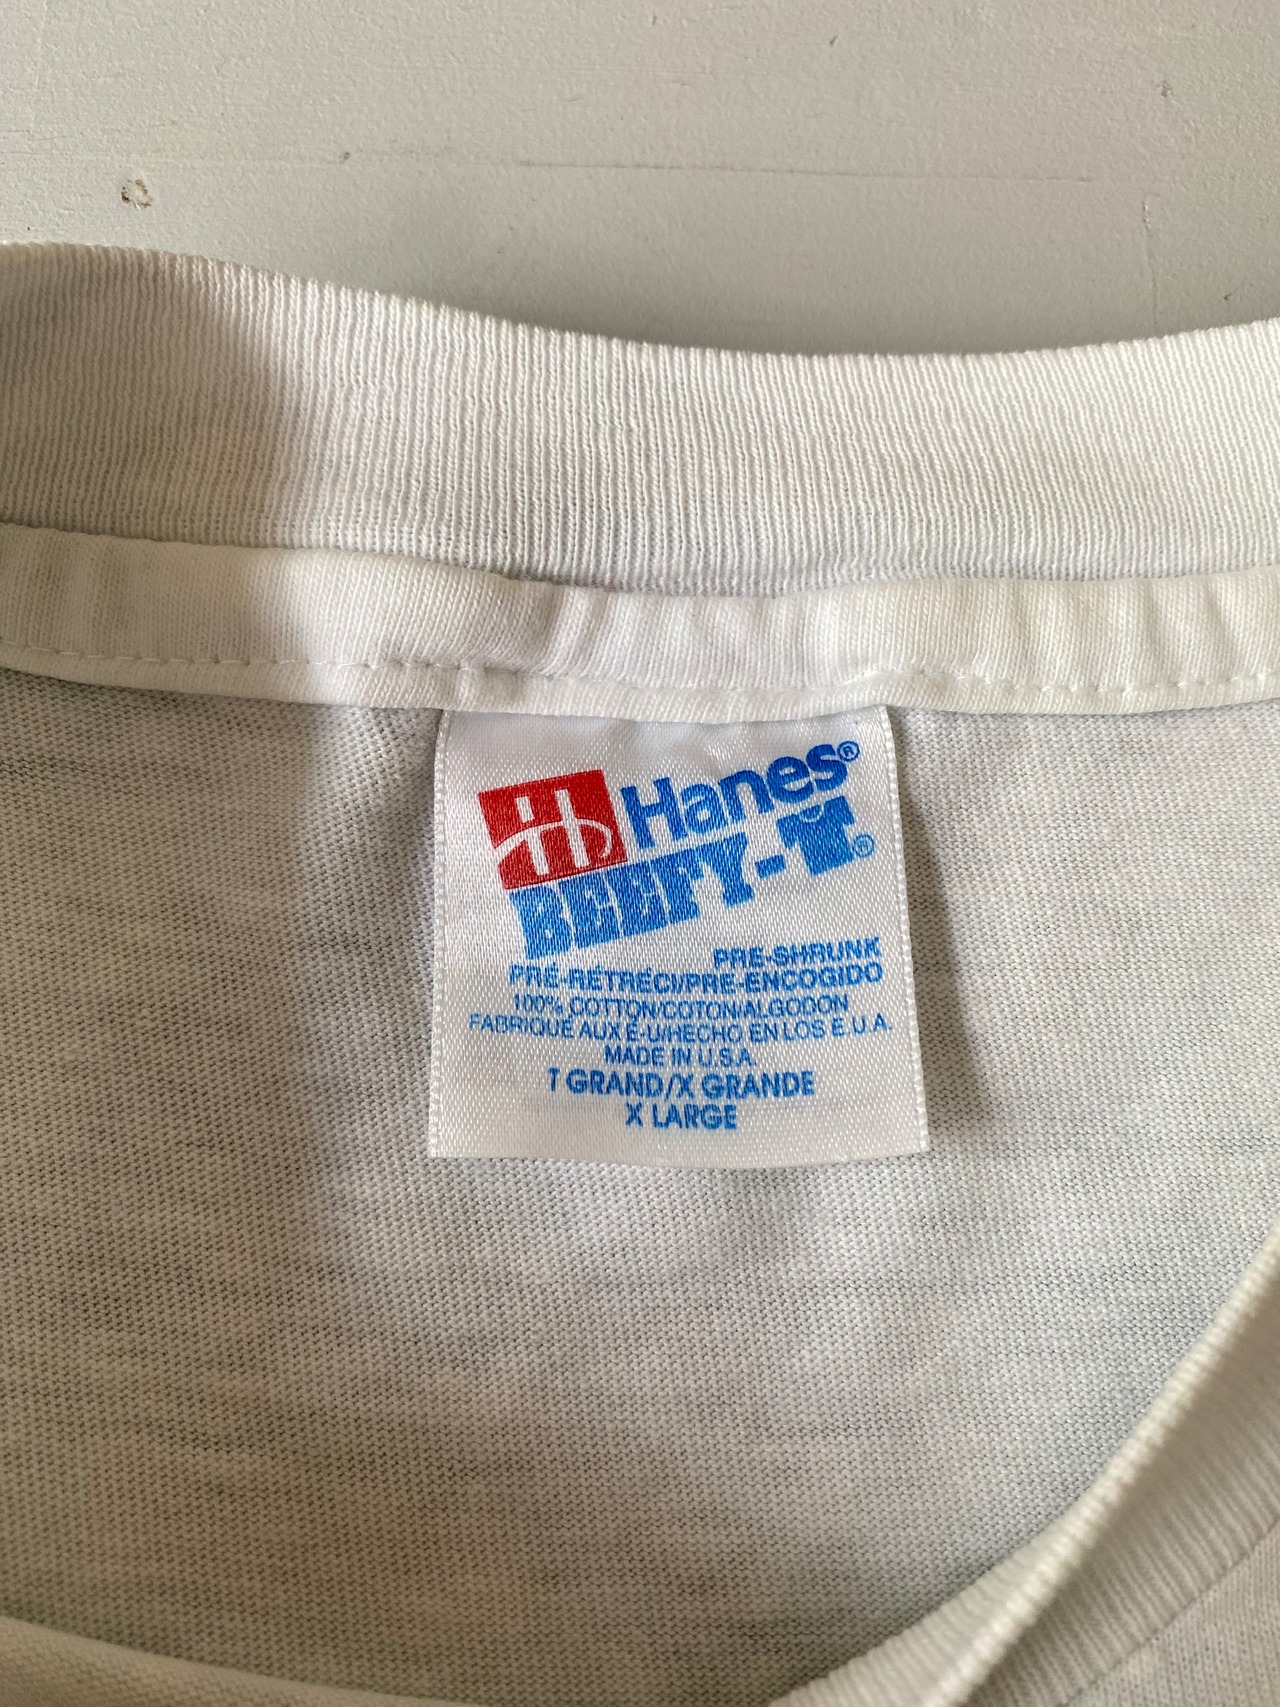 Hanes®
BEEFY-T®
PRE-SHRUNK
PRÉ-RÉTRÉCI/PRE-ENCOGIDO
100% COTTON/COTON/ALGODON
FABRIQUÉ AUX É-U/HECHO EN LOS E.U.A.
MADE IN U.S.A.
T GRAND/X GRANDE
X LARGE